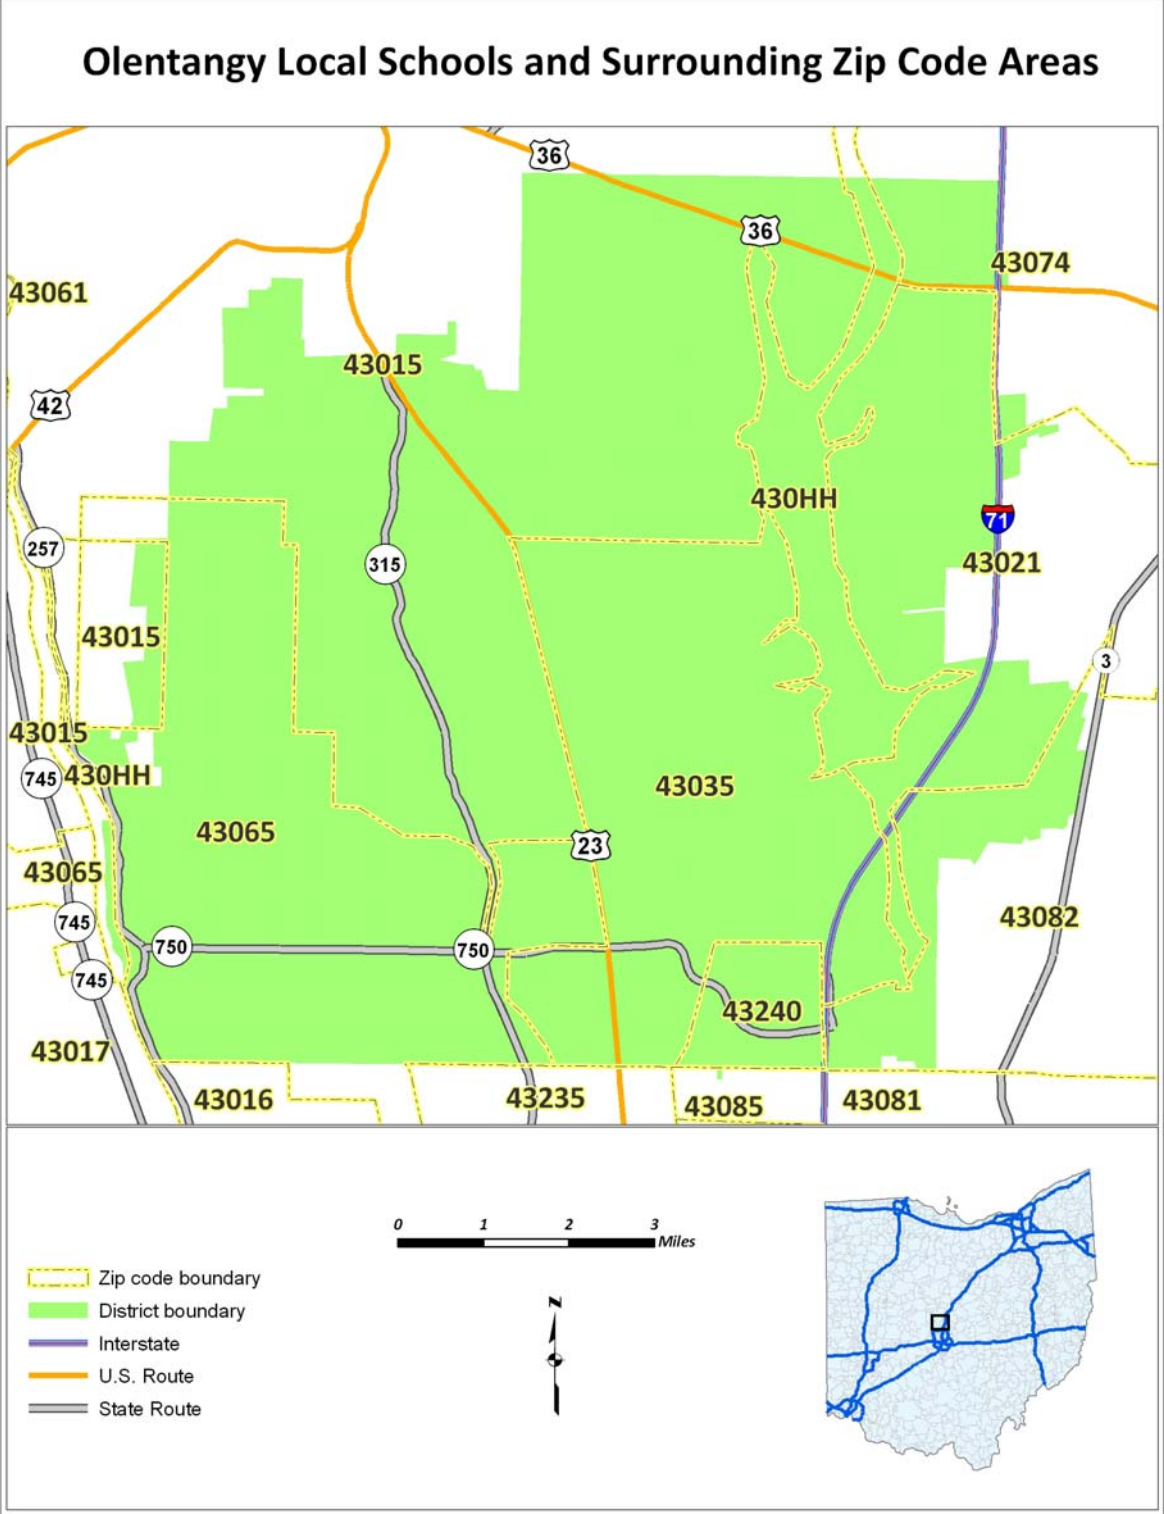 Olentangy Local Schools and Surrounding Zip Code Areas
36
36
43074
43061
43015
42
430HH
71
257
43021
315
43015
3
43015
745
430HH
43035
43065
23
43065
43082
745
750
750
745
43240
43017
43016
43235
43085
43081
0 1 2 3
Miles
Zip code boundary
District boundary
Interstate
U.S. Route
State Route
N